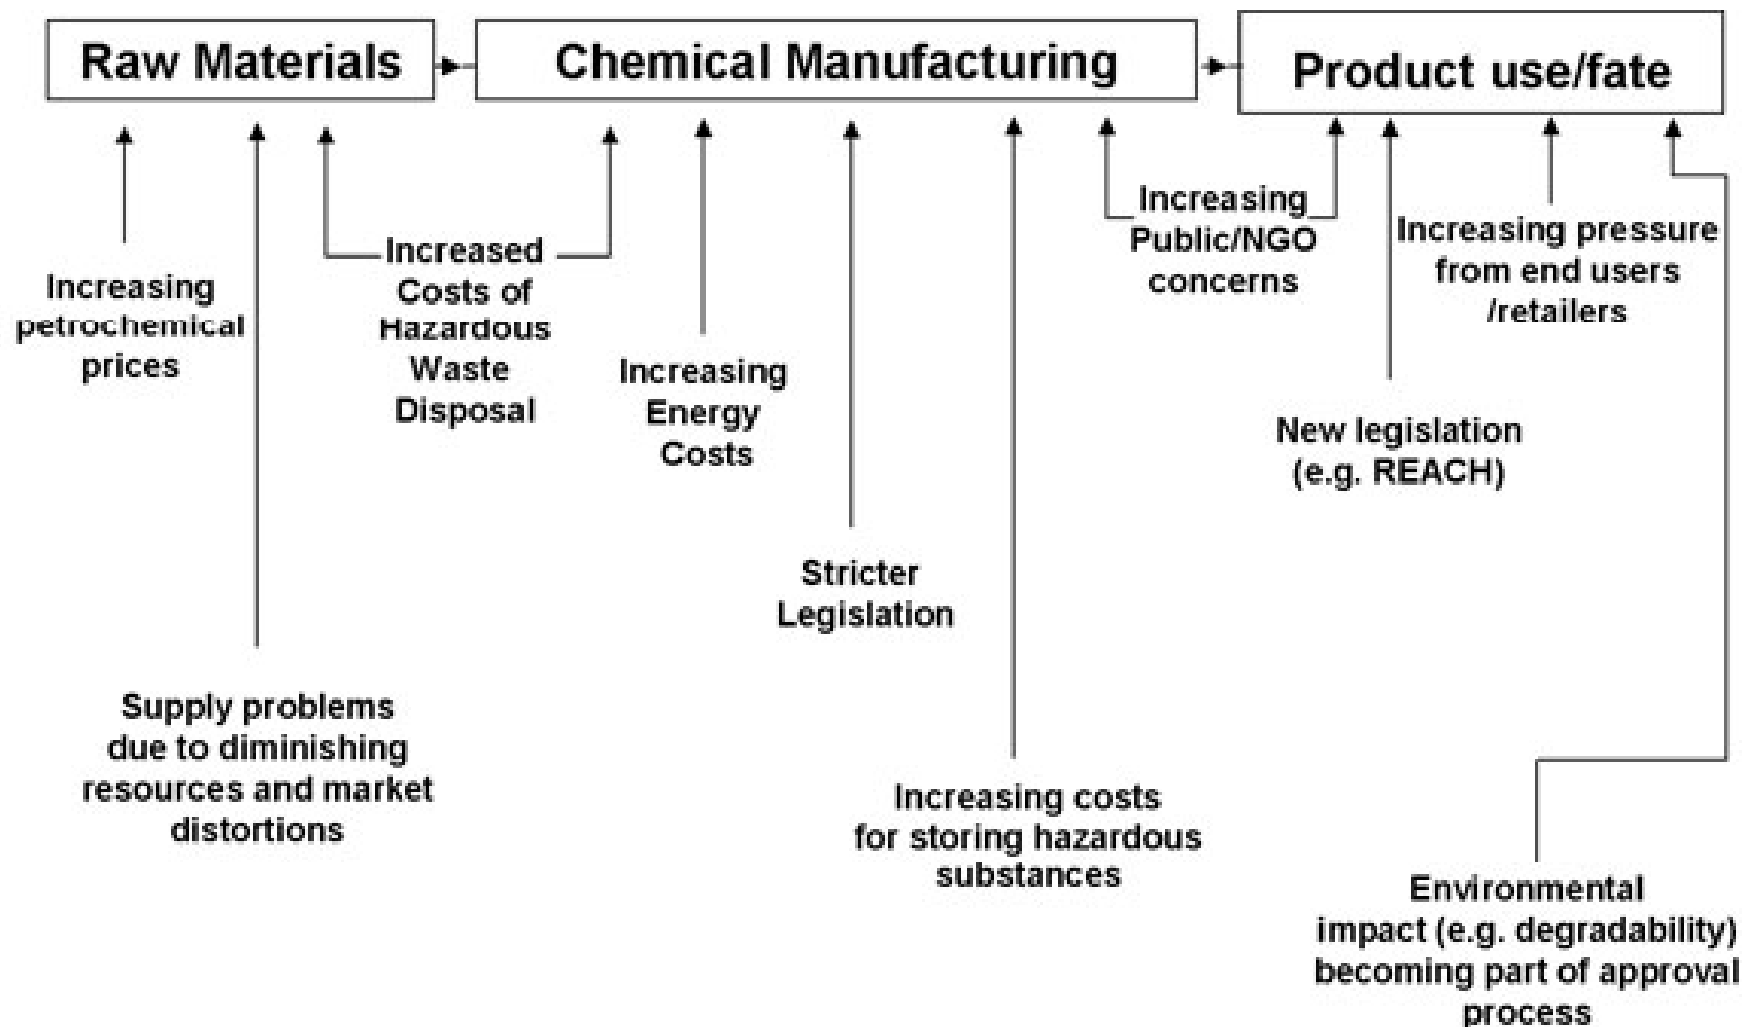 Raw Materials
Chemical Manufacturing
Product use/fate
Increasing
petrochemical
prices
Supply problems
due to diminishing
resources and market
distortions
Increased
Costs of
Hazardous
Waste
Disposal
Increasing
Energy
Costs
Stricter
Legislation
Increasing costs
for storing hazardous
substances
Increasing
Public/NGO
concerns
New legislation
(e.g. REACH)
Increasing pressure
from end users
/retailers
Environmental
impact (e.g. degradability)
becoming part of approval
process